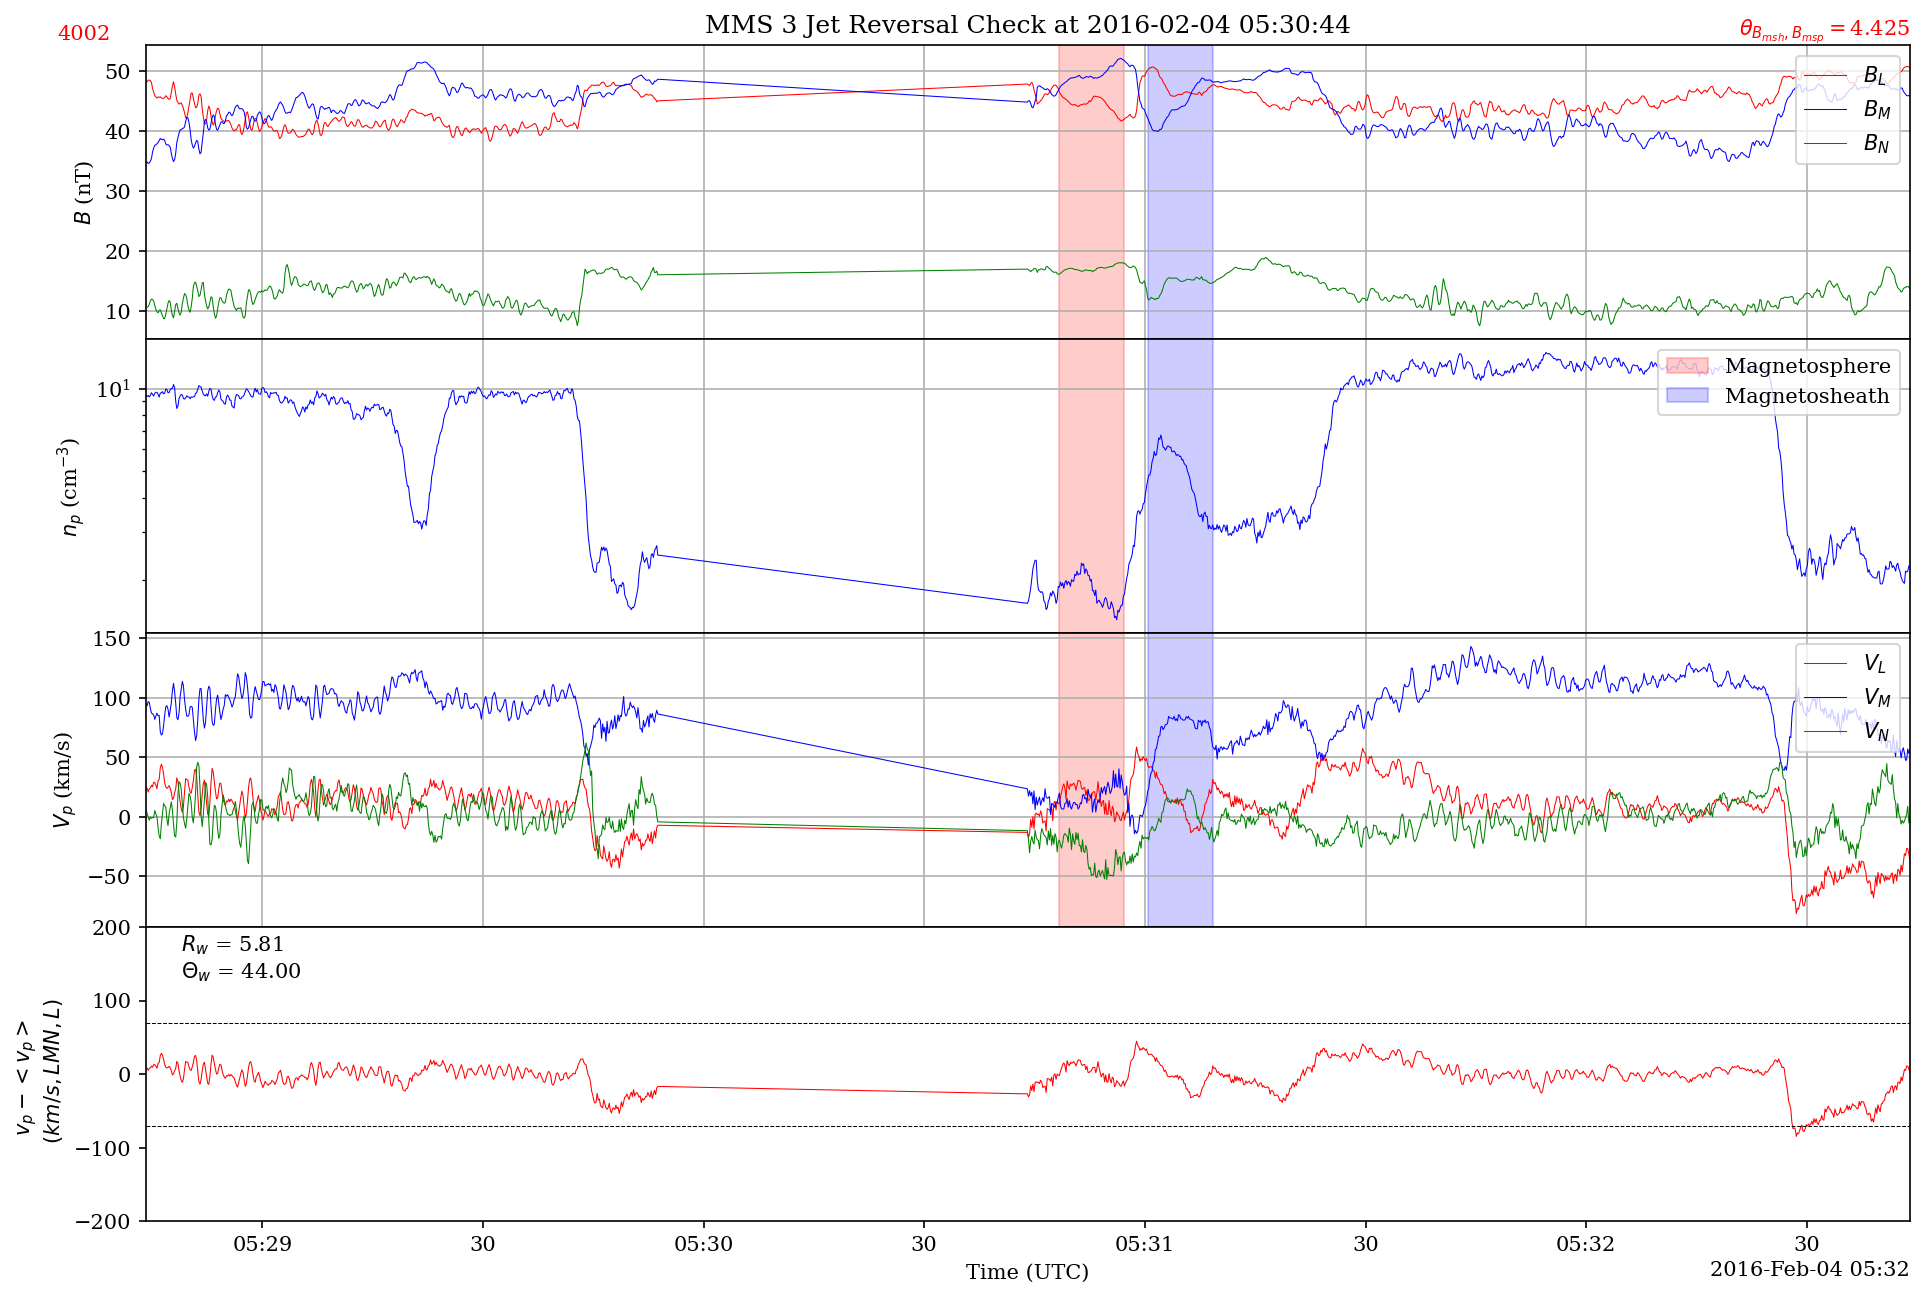 MMS 3 Jet Reversal Check at 2016-02-04 05:30:44
4002
θ_{B_{msh}, B_{msp}} = 4.425
50
40
30
20
10
B (nT)
B_L
B_M
B_N
10^1
n_p (cm^{−3})
Magnetosphere
Magnetosheath
150
100
50
0
−50
V_p (km/s)
V_L
V_M
V_N
200
100
0
−100
−200
v_p − < v_p >
(km/s, LMN, L)
R_w = 5.81
Θ_w = 44.00
05:29
30
05:30
30
05:31
30
05:32
30
Time (UTC)
2016-Feb-04 05:32